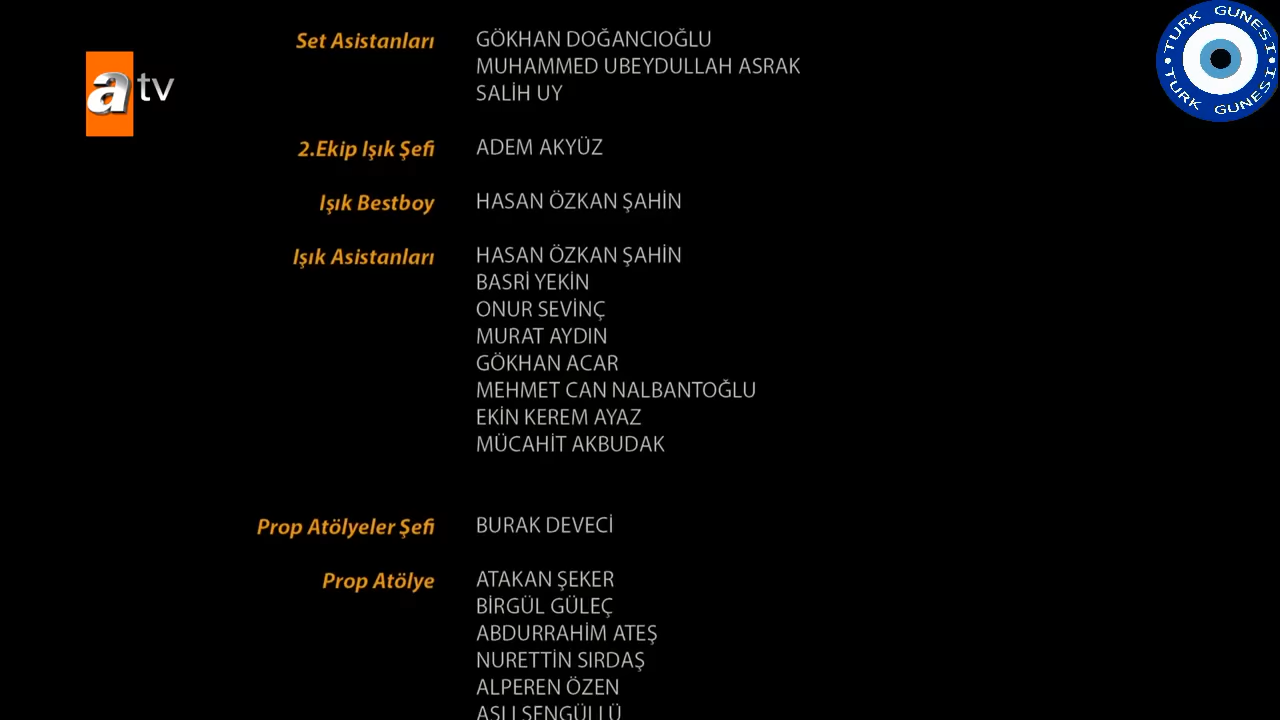 Set Asistanları GÖKHAN DOĞANCIOĞLU
MUHAMMED UBEYDULLAH ASRAK
SALİH UY
2.Ekip Işık Şefi ADEM AKYÜZ
Işık Bestboy HASAN ÖZKAN ŞAHİN
Işık Asistanları HASAN ÖZKAN ŞAHİN
BASRİ YEKİN
ONUR SEVİNÇ
MURAT AYDIN
GÖKHAN ACAR
MEHMET CAN NALBANTOĞLU
EKİN KEREM AYAZ
MÜCAHİT AKBUDAK
Prop Atölyeler Şefi BURAK DEVECİ
Prop Atölye ATAKAN ŞEKER
BİRGÜL GÜLEÇ
ABDURRAHİM ATEŞ
NURETTİN SIRDAŞ
ALPEREN ÖZEN
ASLI ŞENGÜLLÜ
atv
TURK GUNESI
TURK GUNESI